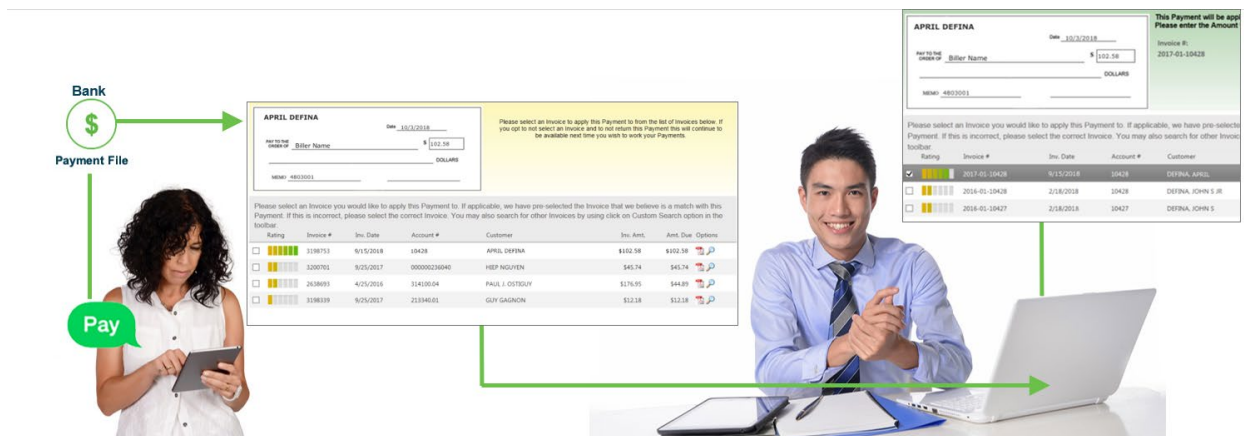 Bank
$
Payment File
Pay
APRIL DEFINA
Date 10/3/2018
PAY TO THE
ORDER OF Biller Name $ 102.58
DOLLARS
MEMO 4803001
Please select an Invoice to apply this Payment to from the list of Invoices below. If
you opt to not select an Invoice and to not return this Payment this will continue to
be available next time you wish to work your Payments.
Please select an Invoice you would like to apply this Payment to. If applicable, we have pre-selected the Invoice that we believe is a match with this
Payment. If this is incorrect, please select the correct Invoice. You may also search for other Invoices by using click on Custom Search option in the
toolbar.
Rating Invoice # Inv. Date Account # Customer Inv. Amt. Amt. Due Options
3198753 9/15/2018 10428 APRIL DEFINA $102.58 $102.58
3200701 9/25/2017 000000236040 HIEP NGUYEN $45.74 $45.74
2638693 4/25/2016 314100.04 PAUL J. OSTIGUY $176.95 $44.89
3198339 9/25/2017 213340.01 GUY GAGNON $12.18 $12.18
APRIL DEFINA
Date 10/3/2018
PAY TO THE
ORDER OF Biller Name $ 102.58
DOLLARS
MEMO 4803001
This Payment will be appl
Please enter the Amount
Invoice #:
2017-01-10428
Please select an Invoice you would like to apply this Payment to. If applicable, we have pre-selecte
Payment. If this is incorrect, please select the correct Invoice. You may also search for other Invoic
toolbar.
Rating Invoice # Inv. Date Account # Customer
2017-01-10428 9/15/2018 10428 DEFINA, APRIL
2016-01-10428 2/18/2018 10428 DEFINA, JOHN S JR
2016-01-10427 2/18/2016 10427 DEFINA, JOHN S